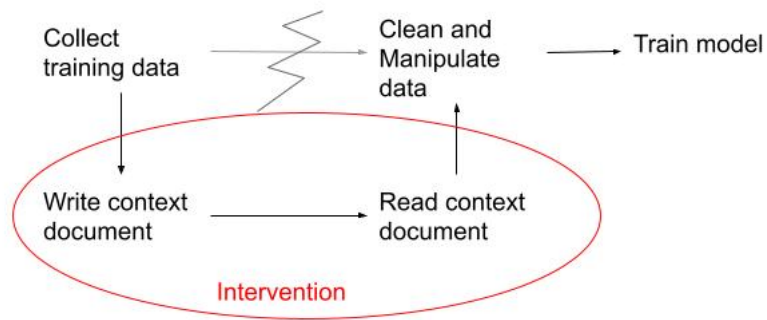 Collect
training data
Clean and
Manipulate
data
Train model
Write context
document
Read context
document
Intervention